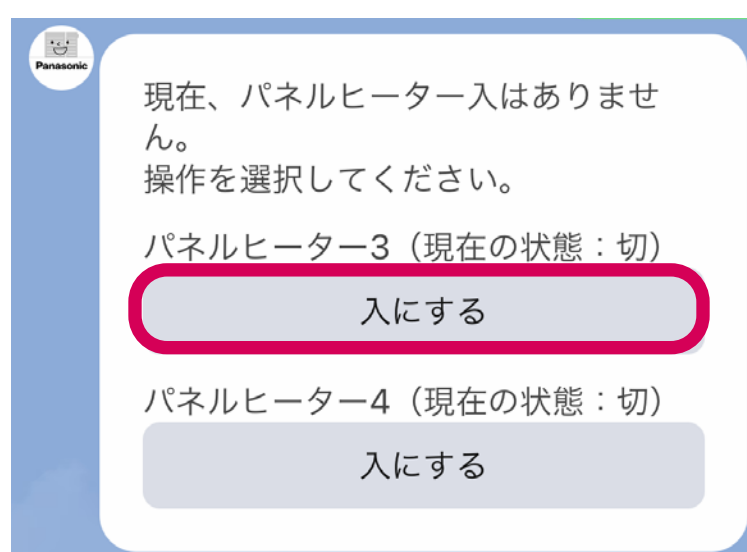 Panasonic
現在、パネルヒーター入はありませ
ん。
操作を選択してください。
パネルヒーター3（現在の状態：切）
入にする
パネルヒーター4（現在の状態：切）
入にする